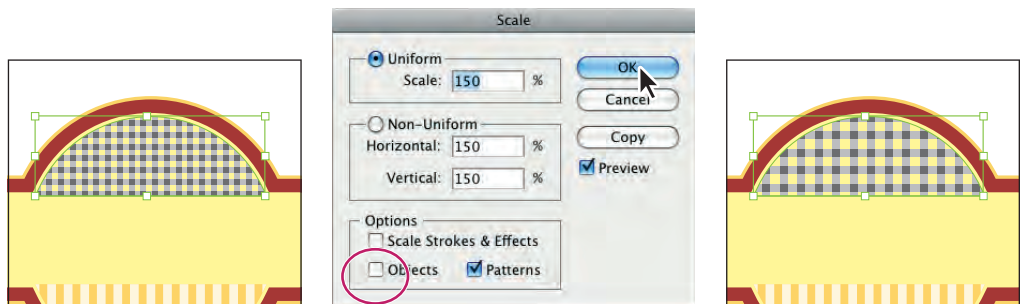 Scale
Uniform
Scale: 150 %
Non-Uniform
Horizontal: 150 %
Vertical: 150 %
Options
Scale Strokes & Effects
Objects Patterns
OK
Cancel
Copy
Preview